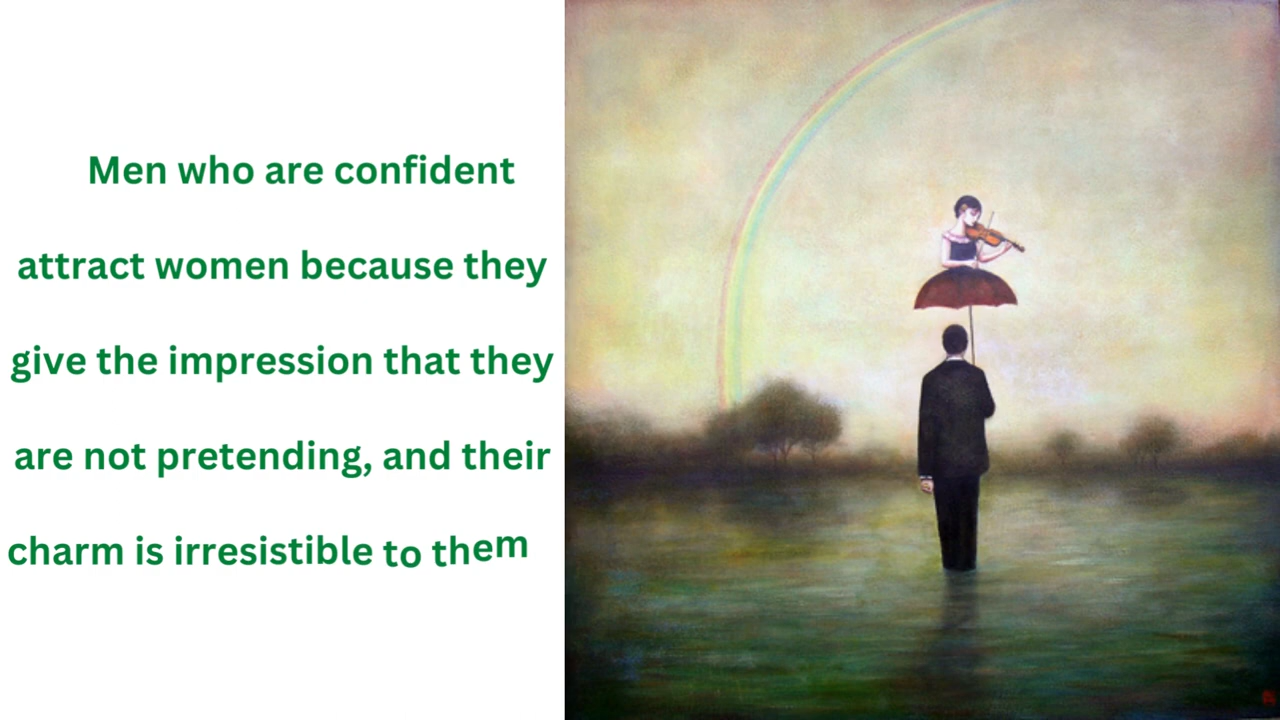 Men who are confident
attract women because they
give the impression that they
are not pretending, and their
charm is irresistible to them